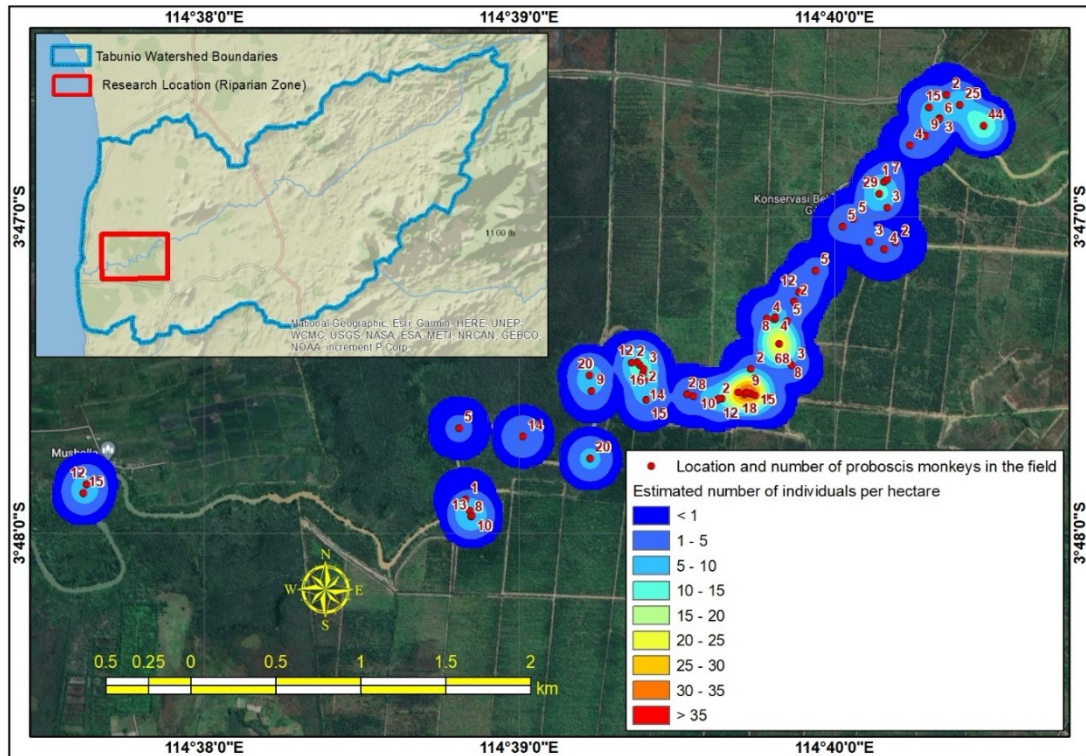 114°38'0"E
114°39'0"E
114°40'0"E
Tabunio Watershed Boundaries
Research Location (Riparian Zone)
1100 m
National Geographic, Esri, Garmin, HERE, UNEP-
WCMC, USGS, NASA, ESA, METI, NRCAN, GEBCO,
NOAA, increment P Corp.
3°47'0"S
3°47'0"S
3°48'0"S
3°48'0"S
2
15
25
6
44
9
3
4
1
7
29
3
Konservasi
5
5
3
4
2
5
12
2
5
4
8
4
68
3
8
2
12
2
3
20
9
16
2
14
15
2
8
10
2
12
9
18
15
5
14
20
Musholla
12
15
1
13
8
10
N
W
E
S
0.5
0.25
0
0.5
1
1.5
2
km
Location and number of proboscis monkeys in the field
Estimated number of individuals per hectare
< 1
1 - 5
5 - 10
10 - 15
15 - 20
20 - 25
25 - 30
30 - 35
> 35
114°38'0"E
114°39'0"E
114°40'0"E